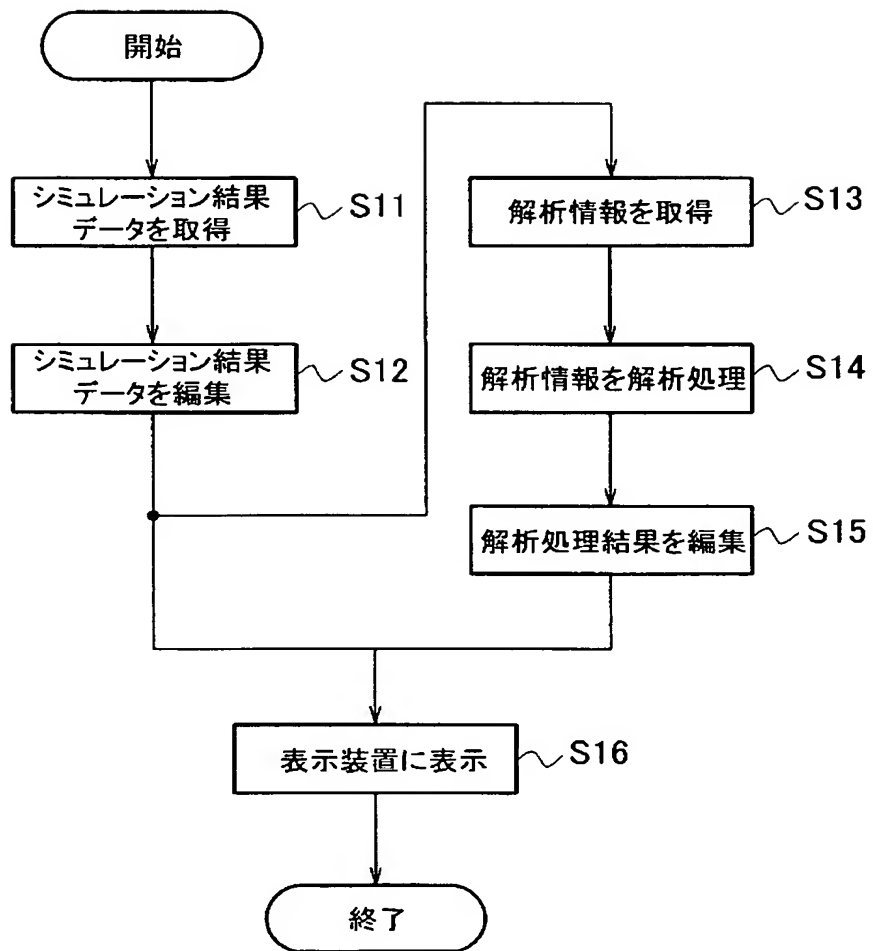 開始
シミュレーション結果
データを取得
S11
シミュレーション結果
データを編集
S12
解析情報を取得
S13
解析情報を解析処理
S14
解析処理結果を編集
S15
表示装置に表示
S16
終了